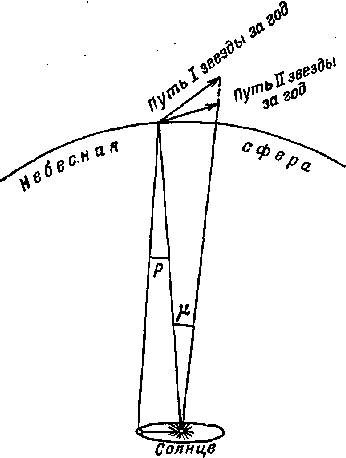 Путь I звезды за год
Путь II звезды
за год
Небесная сфера
p
μ
Солнце